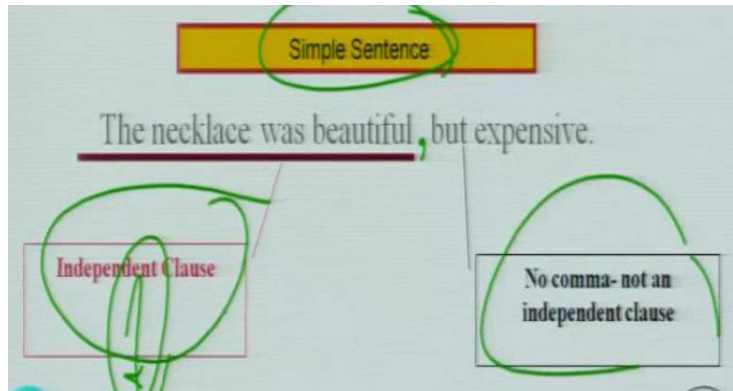 Simple Sentence
The necklace was beautiful, but expensive.
Independent Clause
No comma- not an
independent clause